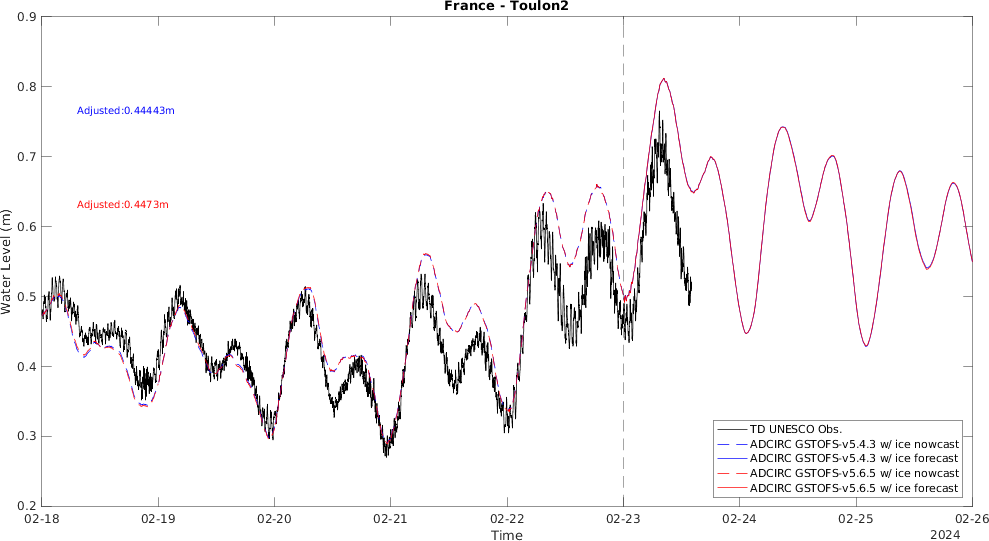 France - Toulon2
0.9
0.8
0.7
0.6
0.5
0.4
0.3
0.2
Water Level (m)
Adjusted:0.44443m
Adjusted:0.4473m
TD UNESCO Obs.
ADCIRC GSTOFS-v5.4.3 w/ ice nowcast
ADCIRC GSTOFS-v5.4.3 w/ ice forecast
ADCIRC GSTOFS-v5.6.5 w/ ice nowcast
ADCIRC GSTOFS-v5.6.5 w/ ice forecast
02-18 02-19 02-20 02-21 02-22 02-23 02-24 02-25 02-26
Time
2024